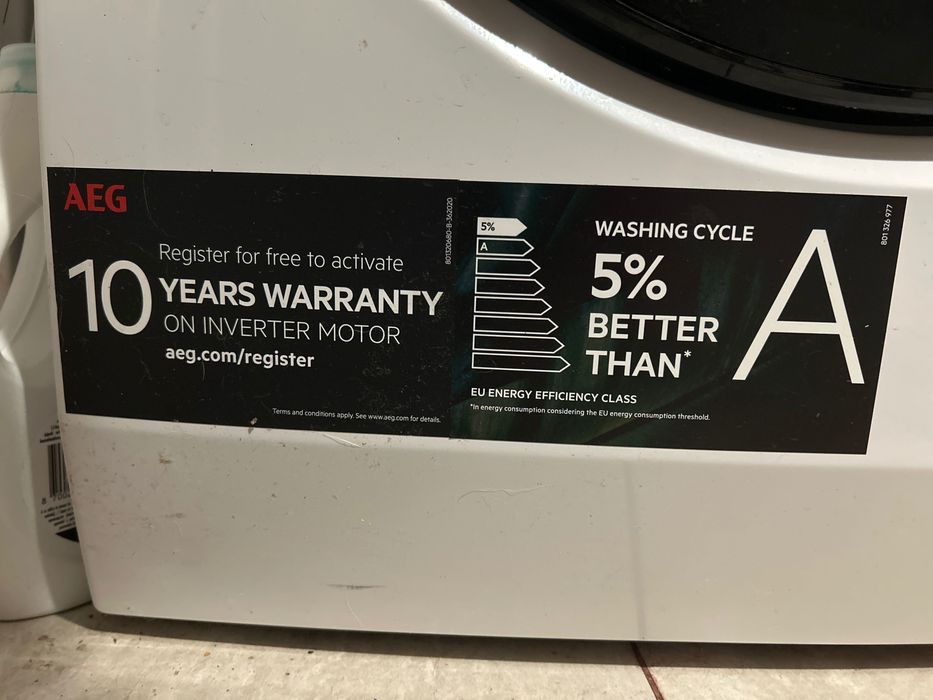 AEG
Register for free to activate
10 YEARS WARRANTY
ON INVERTER MOTOR
aeg.com/register
Terms and conditions apply. See www.aeg.com for details.
801320680-B-362020
5%
A
WASHING CYCLE
5%
BETTER
THAN*
A
EU ENERGY EFFICIENCY CLASS
*In energy consumption considering the EU energy consumption threshold.
801 326 977